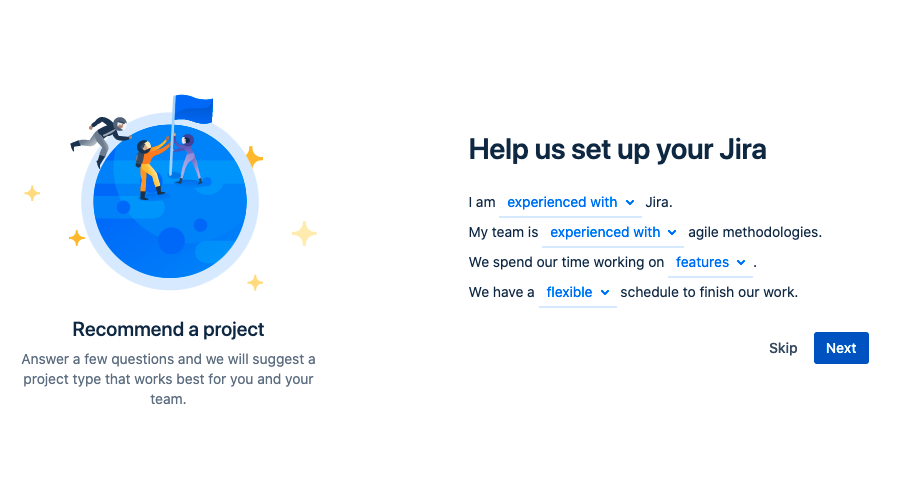 Help us set up your Jira
I am experienced with Jira.
My team is experienced with agile methodologies.
We spend our time working on features .
We have a flexible schedule to finish our work.
Skip Next
Recommend a project
Answer a few questions and we will suggest a
project type that works best for you and your
team.